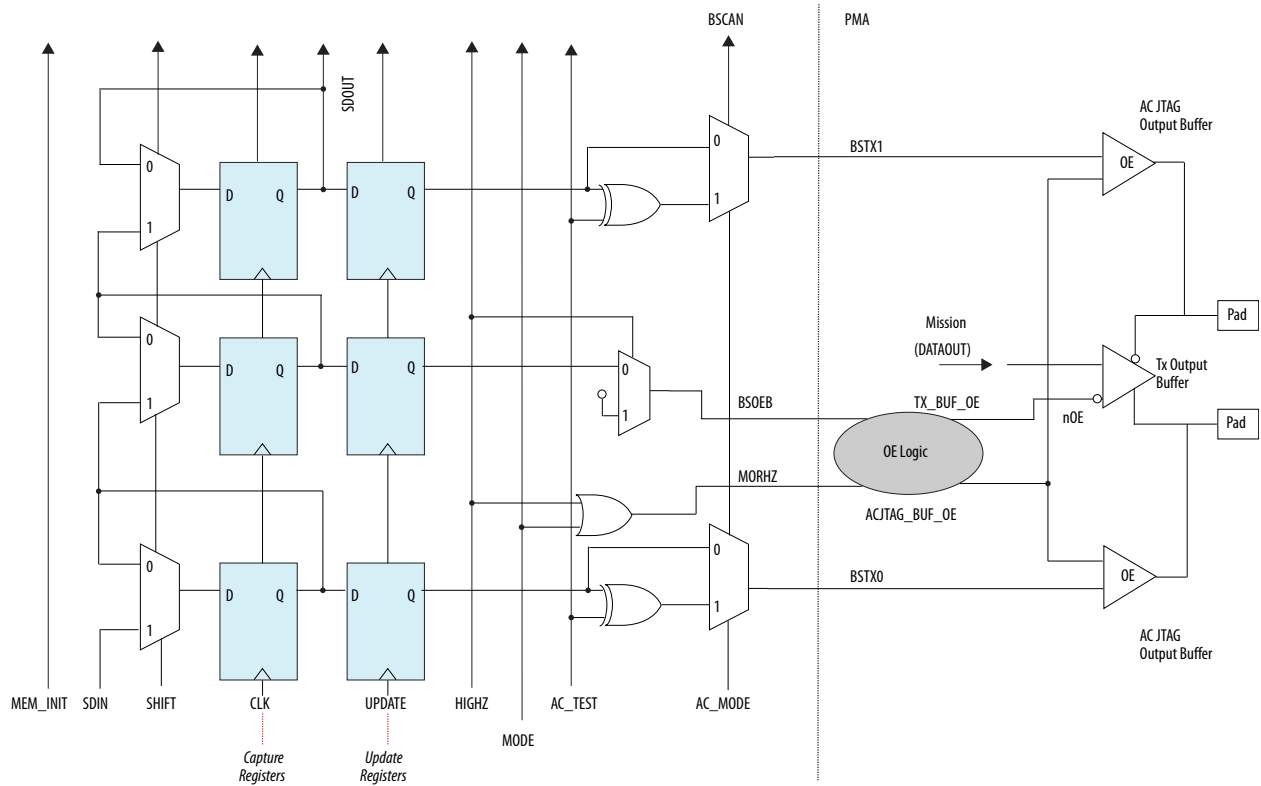 BSCAN
PMA
SDOUT
AC JTAG
Output Buffer
0
1
D
Q
D
Q
0
1
BSTX1
OE
Pad
Mission
(DATAOUT)
0
1
D
Q
D
Q
0
1
BSOEB
TX_BUF_OE
nOE
Tx Output
Buffer
Pad
OE Logic
MORHZ
ACJTAG_BUF_OE
0
1
D
Q
D
Q
0
1
BSTX0
OE
AC JTAG
Output Buffer
MEM_INIT
SDIN
SHIFT
CLK
UPDATE
HIGHZ
AC_TEST
AC_MODE
MODE
Capture
Registers
Update
Registers